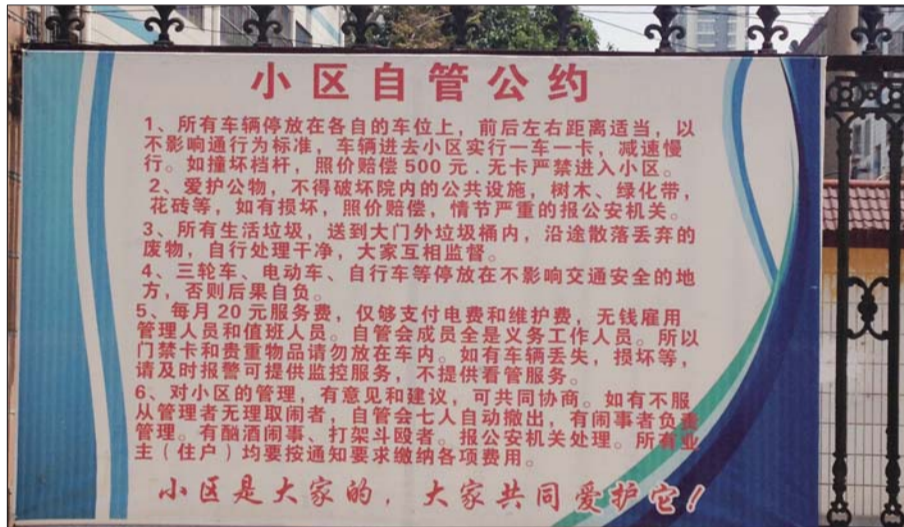 小区自管公约
1、所有车辆停放在各自的车位上，前后左右距离适当，以
不影响通行为标准，车辆进去小区实行一车一卡，减速慢
行。如撞坏档杆，照价赔偿500元.无卡严禁进入小区。
2、爱护公物，不得破坏院内的公共设施，树木、绿化带，
花砖等，如有损坏，照价赔偿，情节严重的报公安机关。
3、所有生活垃圾，送到大门外垃圾桶内，沿途散落丢弃的
废物，自行处理干净，大家互相监督。
4、三轮车、电动车、自行车等停放在不影响交通安全的地
方，否则后果自负。
5、每月20元服务费，仅够支付电费和维护费，无钱雇用
管理人员和值班人员。自管会成员全是义务工作人员。所以
门禁卡和贵重物品请勿放在车内。如有车辆丢失，损坏等，
请及时报警可提供监控服务，不提供看管服务。
6、对小区的管理，有意见和建议，可共同协商。如有不服
从管理者无理取闹者，自管会七人自动撤出，有闹事者负责
管理。有酗酒闹事、打架斗殴者。报公安机关处理。所有业
主（住户）均要按通知要求缴纳各项费用。
小区是大家的，大家共同爱护它！